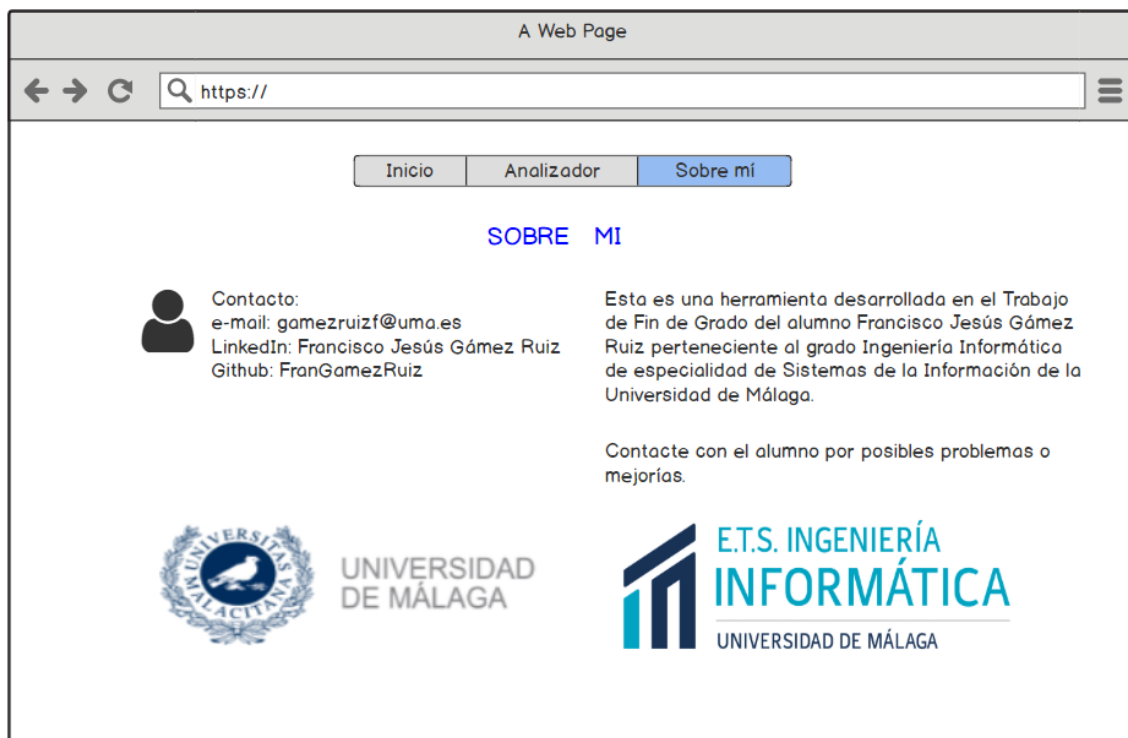 A Web Page
https://
Inicio
Analizador
Sobre mí
SOBRE MI
Contacto:
e-mail: gamezruizf@uma.es
LinkedIn: Francisco Jesús Gámez Ruiz
Github: FranGamezRuiz
Esta es una herramienta desarrollada en el Trabajo
de Fin de Grado del alumno Francisco Jesús Gámez
Ruiz perteneciente al grado Ingeniería Informática
de especialidad de Sistemas de la Información de la
Universidad de Málaga.
Contacte con el alumno por posibles problemas o
mejorías.
UNIVERSITAS
MALACITANA
UNIVERSIDAD
DE MÁLAGA
E.T.S. INGENIERÍA
INFORMÁTICA
UNIVERSIDAD DE MÁLAGA